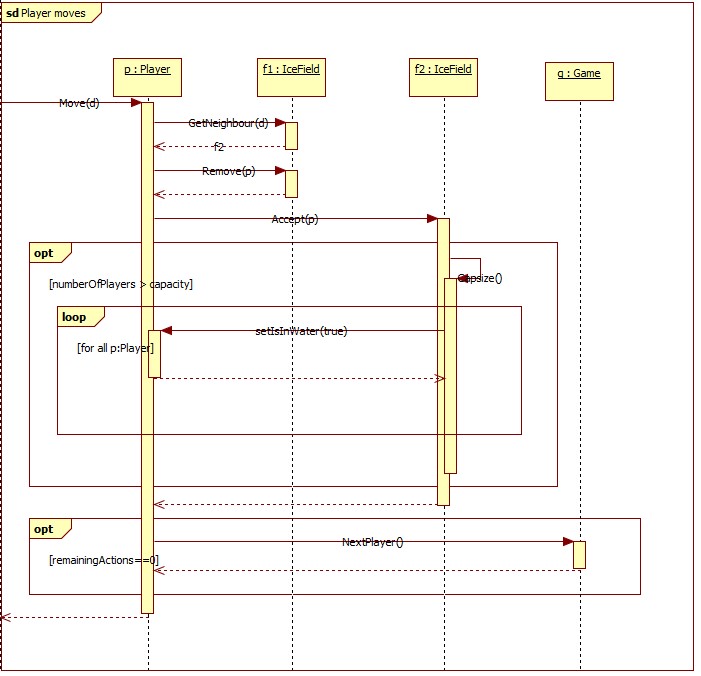 sd Player moves
p : Player
f1 : IceField
f2 : IceField
g : Game
Move(d)
GetNeighbour(d)
f2
Remove(p)
Accept(p)
opt
Capsize()
[numberOfPlayers > capacity]
loop
setIsInWater(true)
[for all p:Player]
opt
NextPlayer()
[remainingActions==0]